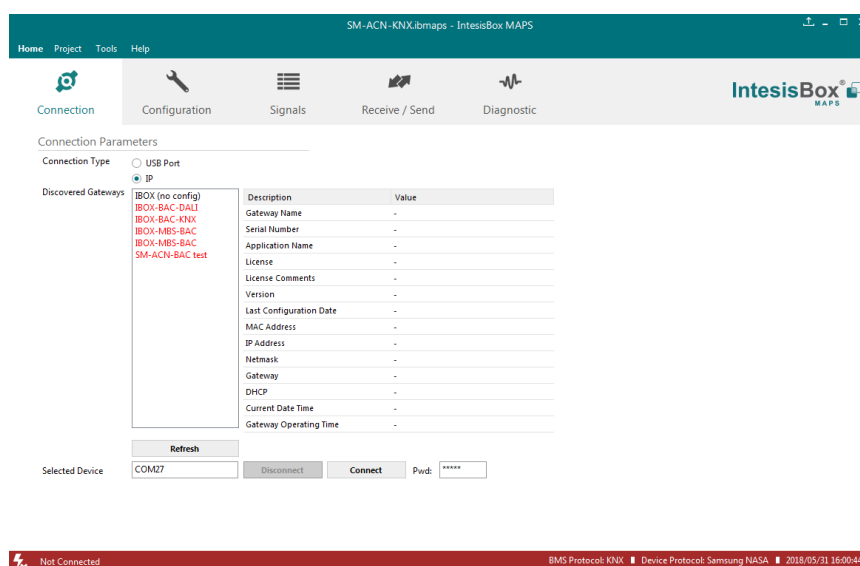 SM-ACN-KNX.ibmaps - IntesisBox MAPS
Home Project Tools Help
Connection Configuration Signals Receive / Send Diagnostic
IntesisBox®
MAPS
Connection Parameters
Connection Type
USB Port
IP
Discovered Gateways
IBOX (no config)
IBOX-BAC-DALI
IBOX-BAC-KNX
IBOX-MBS-BAC
IBOX-MBS-BAC
SM-ACN-BAC test
Description Value
Gateway Name -
Serial Number -
Application Name -
License -
License Comments -
Version -
Last Configuration Date -
MAC Address -
IP Address -
Netmask -
Gateway -
DHCP -
Current Date Time -
Gateway Operating Time -
Refresh
Selected Device COM27 Disconnect Connect Pwd: *****
Not Connected BMS Protocol: KNX Device Protocol: Samsung NASA 2018/05/31 16:00:44